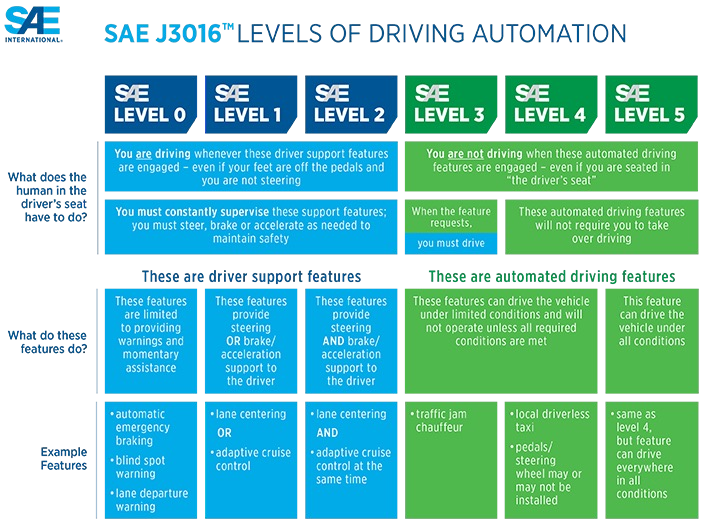 SAE
INTERNATIONAL®
SAE J3016™ LEVELS OF DRIVING AUTOMATION
SAE
LEVEL 0
SAE
LEVEL 1
SAE
LEVEL 2
SAE
LEVEL 3
SAE
LEVEL 4
SAE
LEVEL 5
What does the
human in the
driver's seat
have to do?
You are driving whenever these driver support features
are engaged – even if your feet are off the pedals and
you are not steering
You are not driving when these automated driving
features are engaged – even if you are seated in
"the driver's seat"
You must constantly supervise these support features;
you must steer, brake or accelerate as needed to
maintain safety
When the feature
requests,
you must drive
These automated driving features
will not require you to take
over driving
These are driver support features
These are automated driving features
What do these
features do?
These features
are limited
to providing
warnings and
momentary
assistance
These features
provide
steering
OR brake/
acceleration
support to
the driver
These features
provide
steering
AND brake/
acceleration
support to
the driver
These features can drive the vehicle
under limited conditions and will
not operate unless all required
conditions are met
This feature
can drive the
vehicle under
all conditions
Example
Features
• automatic
emergency
braking
• blind spot
warning
• lane departure
warning
• lane centering
OR
• adaptive cruise
control
• lane centering
AND
• adaptive cruise
control at the
same time
• traffic jam
chauffeur
• local driverless
taxi
• pedals/
steering
wheel may or
may not be
installed
• same as
level 4,
but feature
can drive
everywhere
in all
conditions